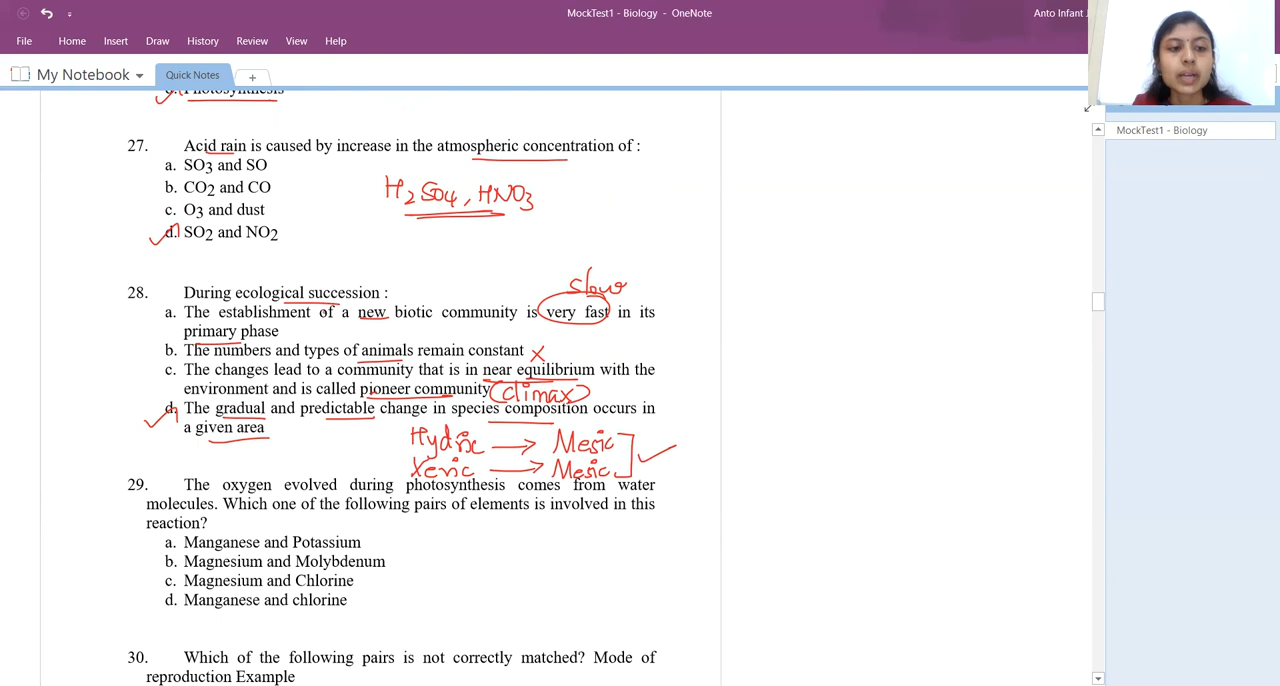 MockTest1 - Biology - OneNote
Anto Infant J
File Home Insert Draw History Review View Help
My Notebook
Quick Notes
+
MockTest1 - Biology
Photosynthesis
27. Acid rain is caused by increase in the atmospheric concentration of :
a. SO3 and SO
b. CO2 and CO
H2SO4, HNO3
c. O3 and dust
d. SO2 and NO2
slow
28. During ecological succession :
a. The establishment of a new biotic community is very fast in its
primary phase
b. The numbers and types of animals remain constant X
c. The changes lead to a community that is in near equilibrium with the
environment and is called pioneer community (climax)
d. The gradual and predictable change in species composition occurs in
a given area
Hydric → Mesic
Xeric → Mesic
29. The oxygen evolved during photosynthesis comes from water
molecules. Which one of the following pairs of elements is involved in this
reaction?
a. Manganese and Potassium
b. Magnesium and Molybdenum
c. Magnesium and Chlorine
d. Manganese and chlorine
30. Which of the following pairs is not correctly matched? Mode of
reproduction Example